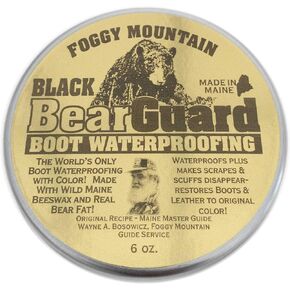 FOGGY MOUNTAIN
BLACK
MADE IN
MAINE
BearGuard
BOOT WATERPROOFING
THE WORLD'S ONLY
BOOT WATERPROOFING
WITH COLOR! MADE
WITH WILD MAINE
BEESWAX AND REAL
BEAR FAT!
WATERPROOFS PLUS
MAKES SCRAPES &
SCUFFS DISAPPEAR-
RESTORES BOOTS &
LEATHER TO ORIGINAL
COLOR!
ORIGINAL RECIPE - MAINE MASTER GUIDE
WAYNE A. BOSOWICZ, FOGGY MOUNTAIN
GUIDE SERVICE
6 oz.